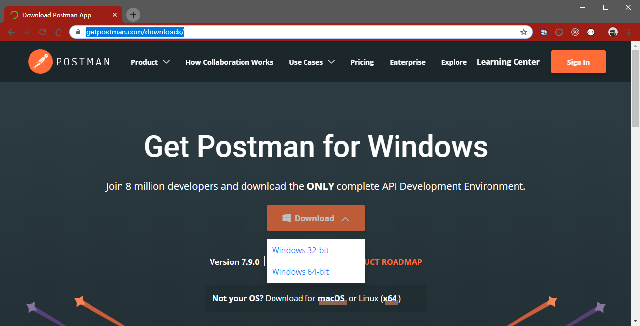 Download Postman App
getpostman.com/downloads/
POSTMAN Product How Collaboration Works Use Cases Pricing Enterprise Explore Learning Center Sign In
Get Postman for Windows
Join 8 million developers and download the ONLY complete API Development Environment.
Download
Windows 32-bit
Version 7.9.0 UCT ROADMAP
Windows 64-bit
Not your OS? Download for macOS or Linux (x64)